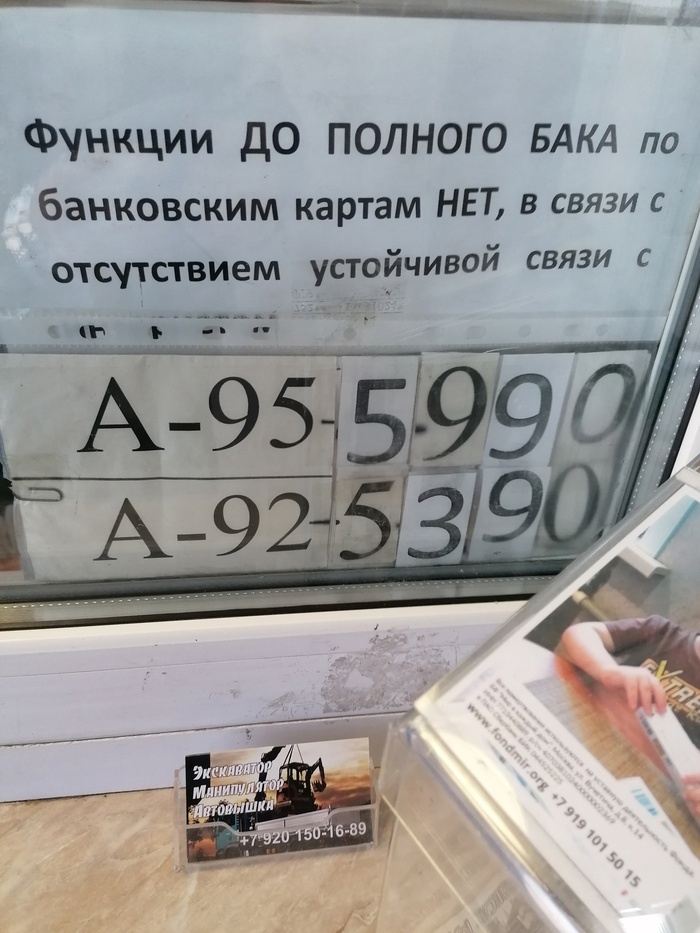 Функции ДО ПОЛНОГО БАКА по
банковским картам НЕТ, в связи с
отсутствием устойчивой связи с
А-95 5990
А-92 5390
Экскаватор
Манипулятор
Автовышка
+7 920 150-16-89
www.fondmir.org +7 919 101 50 15